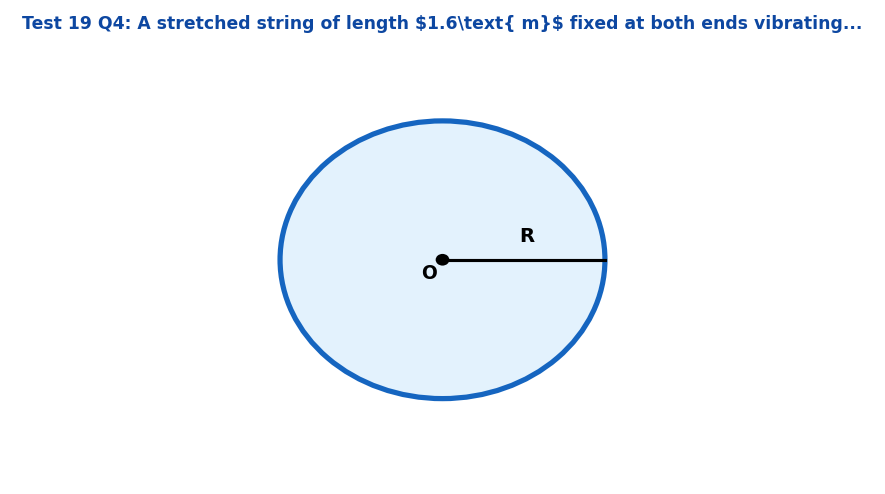 Test 19 Q4: A stretched string of length $1.6\text{ m}$ fixed at both ends vibrating...
R
O